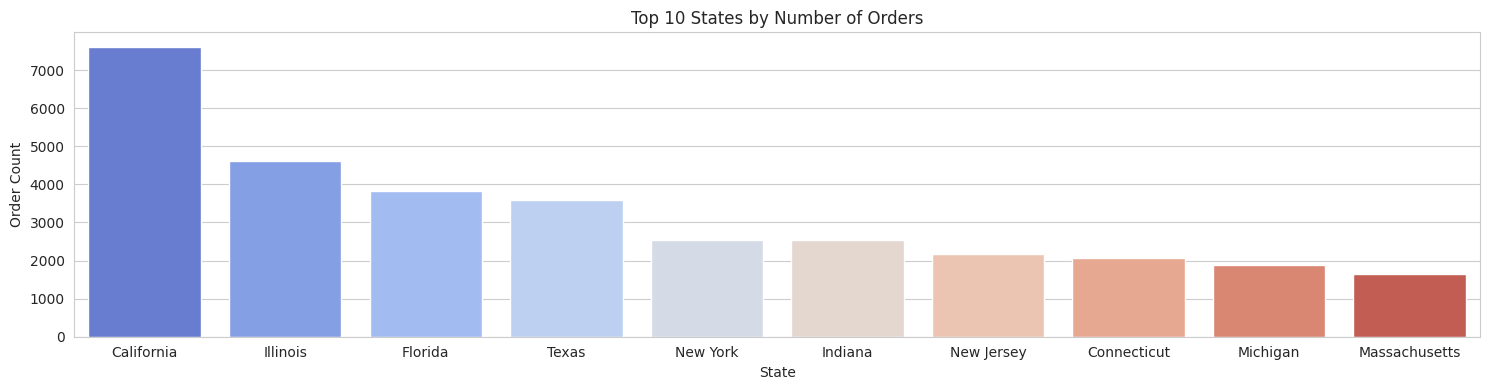 Top 10 States by Number of Orders
Order Count
7000
6000
5000
4000
3000
2000
1000
0
California Illinois Florida Texas New York Indiana New Jersey Connecticut Michigan Massachusetts
State